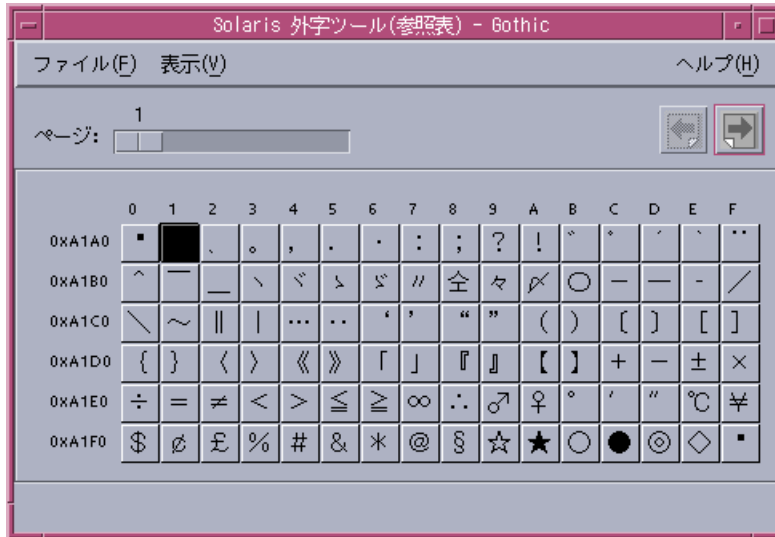 Solaris 外字ツール(参照表) - Gothic
ファイル(F) 表示(V) ヘルプ(H)
1
ページ:
0 1 2 3 4 5 6 7 8 9 A B C D E F
0xA1A0 、 。 , . ・ : ; ? ! ゛ ゜ ´ ` ¨
0xA1B0 ^ ‾ _ ヽ ヾ ゝ ゞ 〃 仝 々 〆 〇 ー — - /
0xA1C0 \ ~ ‖ | … ‥ ‘ ’ “ ” ( ) 〔 〕 [ ]
0xA1D0 { } 〈 〉 《 》 「 」 『 』 【 】 + − ± ×
0xA1E0 ÷ = ≠ < > ≦ ≧ ∞ ∴ ♂ ♀ ° ′ ″ ℃ ¥
0xA1F0 $ ¢ £ % # & * @ § ☆ ★ ○ ● ◎ ◇